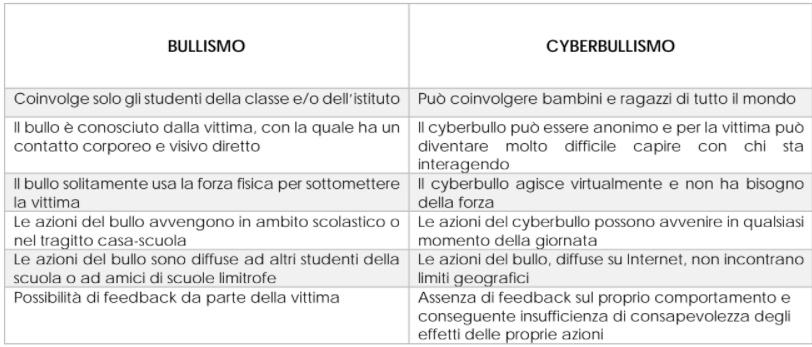 BULLISMO
CYBERBULLISMO
Coinvolge solo gli studenti della classe e/o dell'istituto
Può coinvolgere bambini e ragazzi di tutto il mondo
Il bullo è conosciuto dalla vittima, con la quale ha un
contatto corporeo e visivo diretto
Il cyberbullo può essere anonimo e per la vittima può
diventare molto difficile capire con chi sta
interagendo
Il bullo solitamente usa la forza fisica per sottomettere
la vittima
Il cyberbullo agisce virtualmente e non ha bisogno
della forza
Le azioni del bullo avvengono in ambito scolastico o
nel tragitto casa-scuola
Le azioni del cyberbullo possono avvenire in qualsiasi
momento della giornata
Le azioni del bullo sono diffuse ad altri studenti della
scuola o ad amici di scuole limitrofe
Le azioni del bullo, diffuse su Internet, non incontrano
limiti geografici
Possibilità di feedback da parte della vittima
Assenza di feedback sul proprio comportamento e
conseguente insufficienza di consapevolezza degli
effetti delle proprie azioni